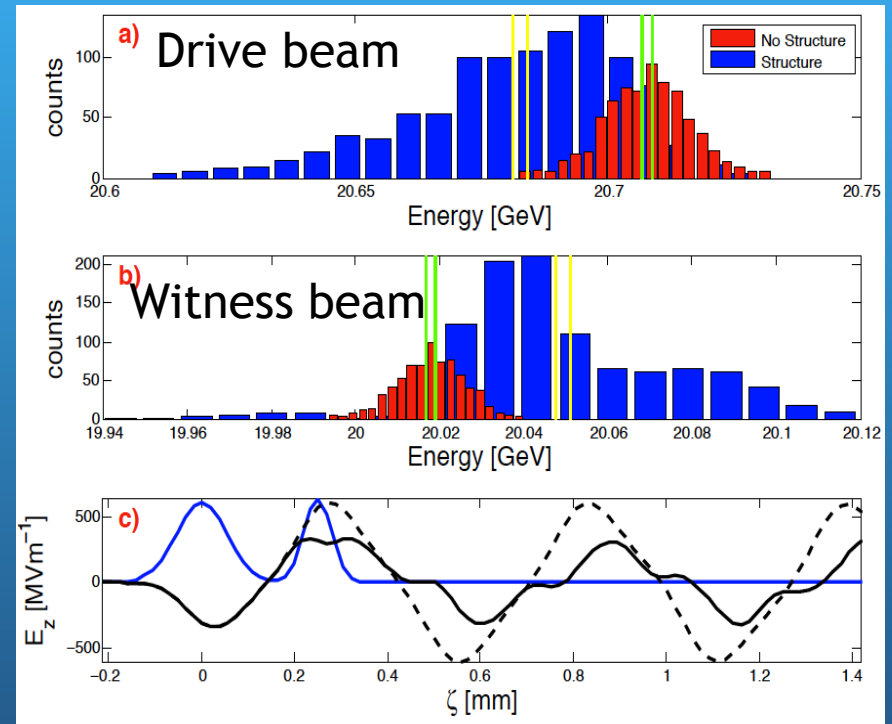 a) Drive beam
No Structure
Structure
counts
100
50
0
20.6 20.65 20.7 20.75
Energy [GeV]
b) Witness beam
counts
200
150
100
50
0
19.94 19.96 19.98 20 20.02 20.04 20.06 20.08 20.1 20.12
Energy [GeV]
c)
E_z [MVm⁻¹]
500
0
−500
−0.2 0 0.2 0.4 0.6 0.8 1 1.2 1.4
ζ [mm]